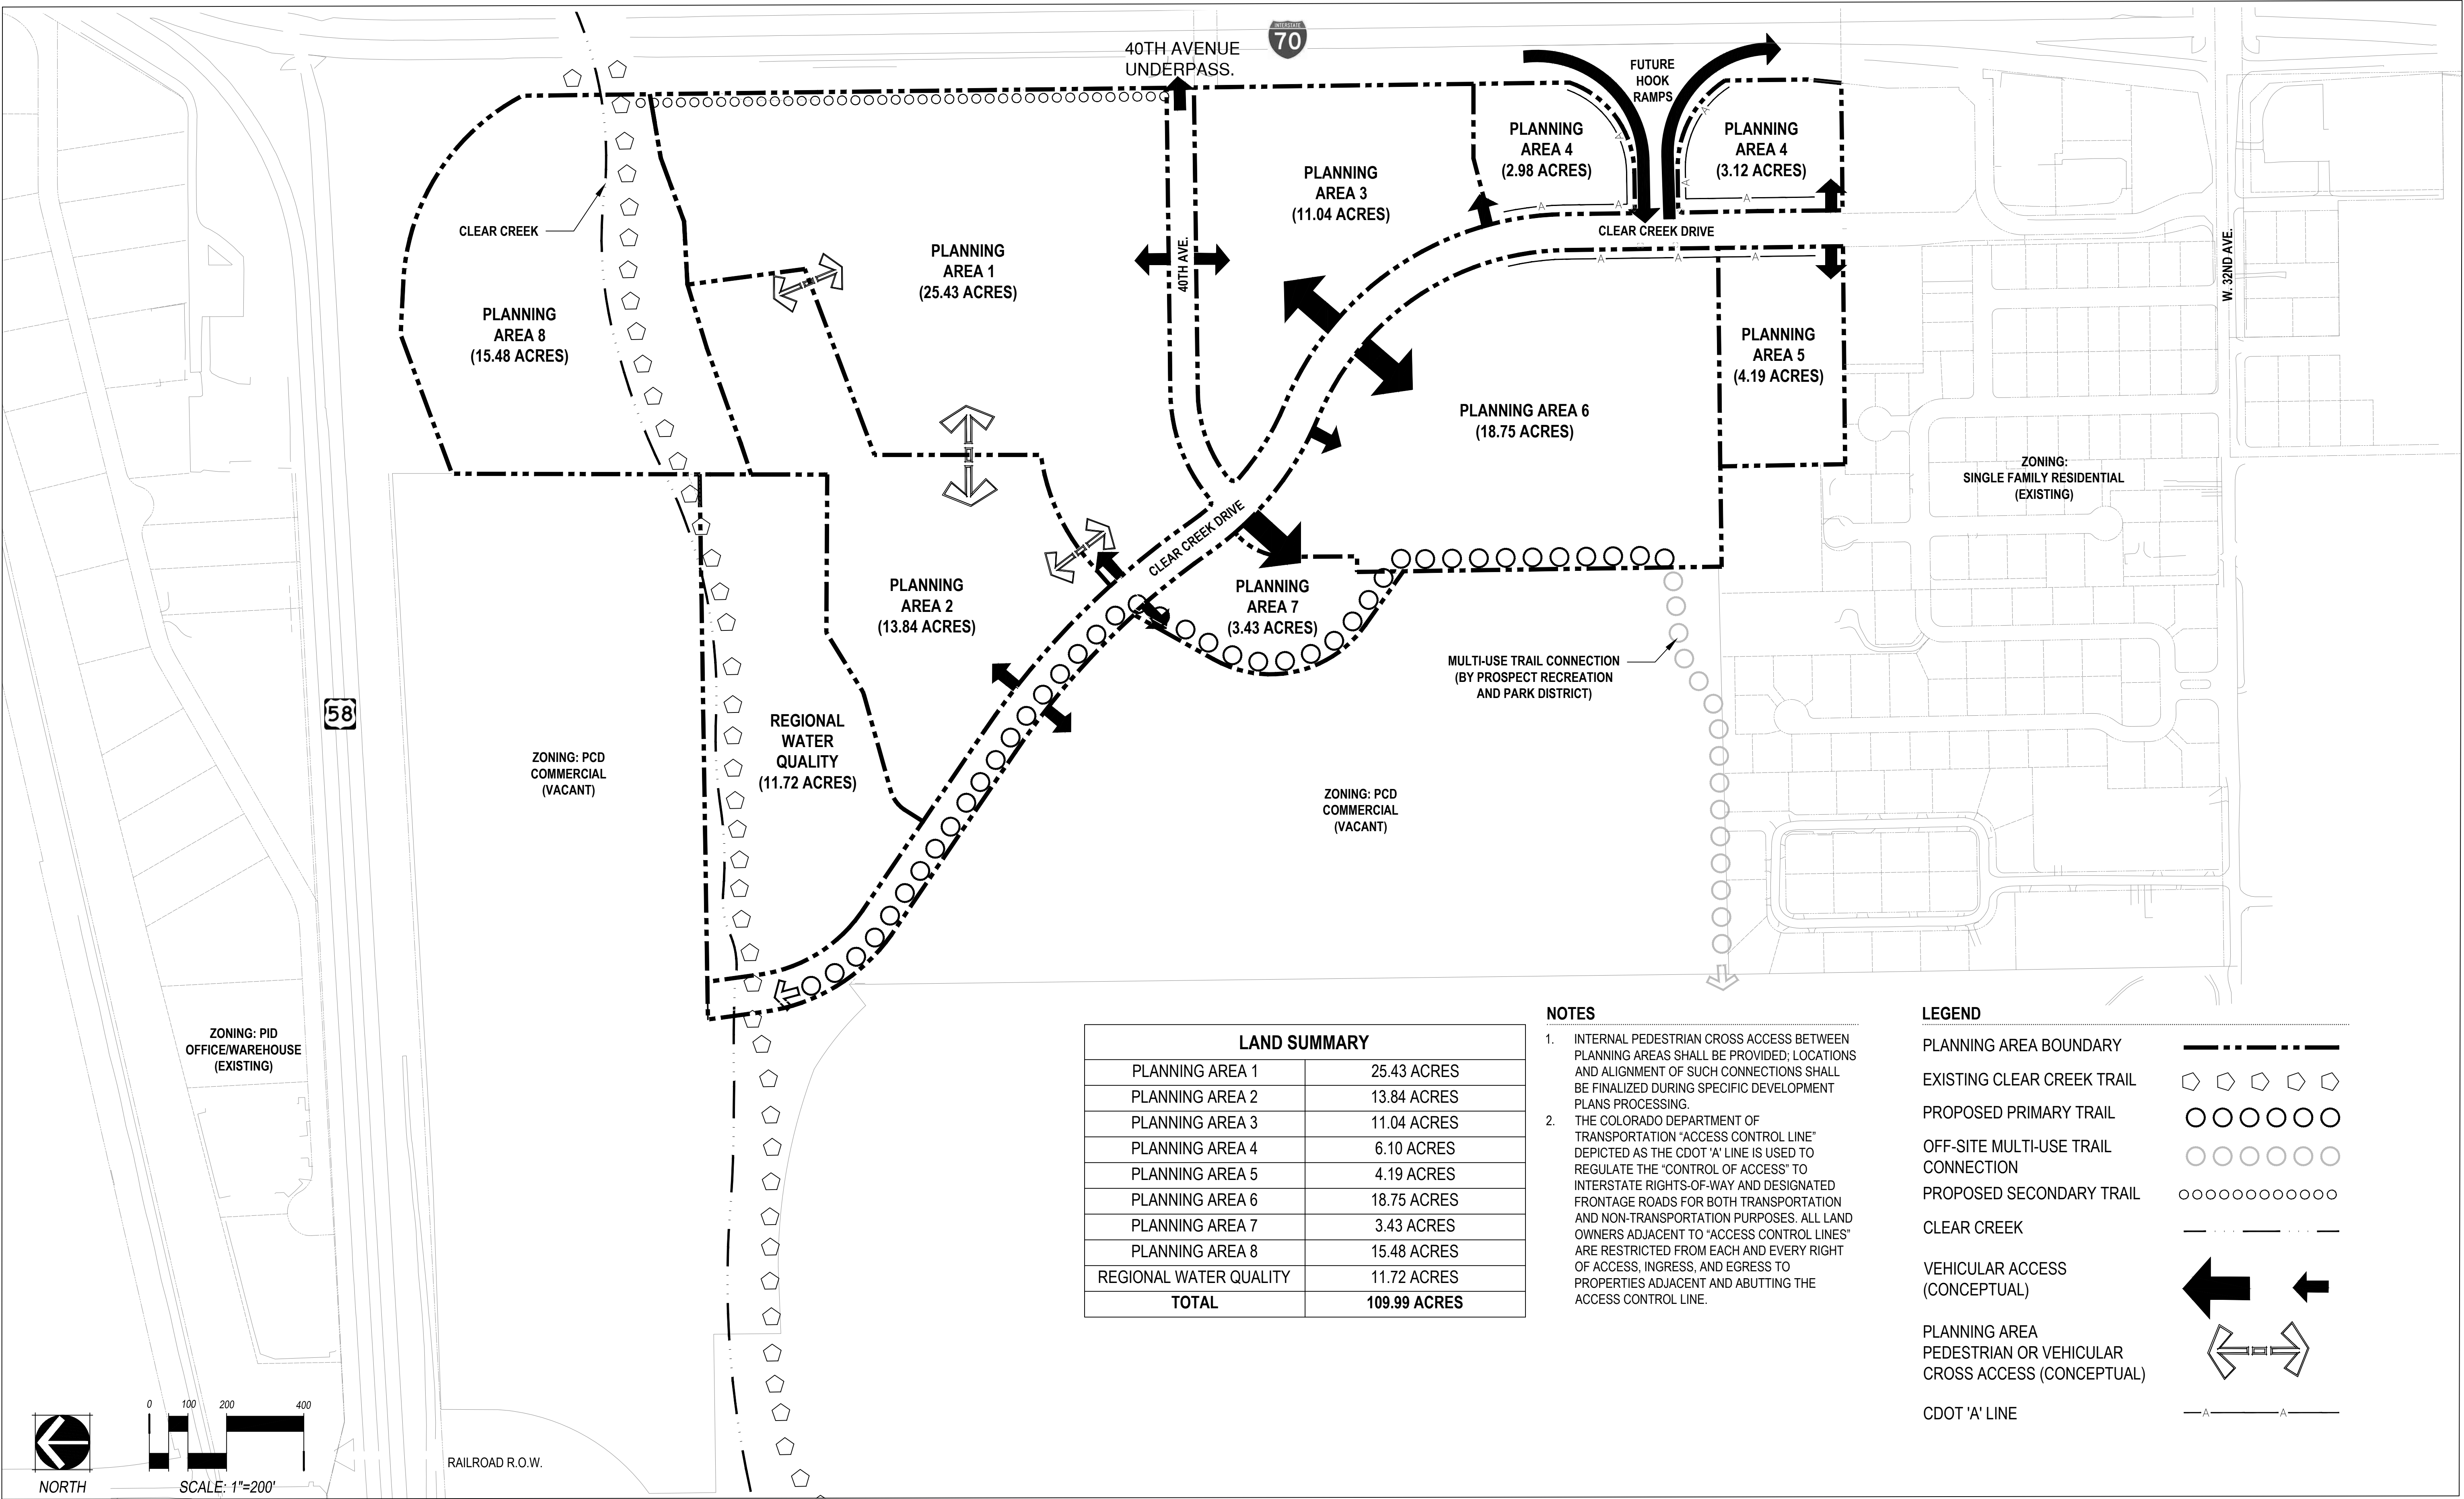 40TH AVENUE
UNDERPASS.
INTERSTATE
70
FUTURE
HOOK
RAMPS
PLANNING
AREA 4
(2.98 ACRES)
PLANNING
AREA 4
(3.12 ACRES)
PLANNING
AREA 3
(11.04 ACRES)
CLEAR CREEK
CLEAR CREEK DRIVE
PLANNING
AREA 1
(25.43 ACRES)
40TH AVE.
W. 32ND AVE.
PLANNING
AREA 8
(15.48 ACRES)
PLANNING
AREA 5
(4.19 ACRES)
PLANNING AREA 6
(18.75 ACRES)
ZONING:
SINGLE FAMILY RESIDENTIAL
(EXISTING)
CLEAR CREEK DRIVE
PLANNING
AREA 2
(13.84 ACRES)
PLANNING
AREA 7
(3.43 ACRES)
MULTI-USE TRAIL CONNECTION
(BY PROSPECT RECREATION
AND PARK DISTRICT)
58
REGIONAL
WATER
QUALITY
(11.72 ACRES)
ZONING: PCD
COMMERCIAL
(VACANT)
ZONING: PCD
COMMERCIAL
(VACANT)
ZONING: PID
OFFICE/WAREHOUSE
(EXISTING)
LAND SUMMARY
PLANNING AREA 1 25.43 ACRES
PLANNING AREA 2 13.84 ACRES
PLANNING AREA 3 11.04 ACRES
PLANNING AREA 4 6.10 ACRES
PLANNING AREA 5 4.19 ACRES
PLANNING AREA 6 18.75 ACRES
PLANNING AREA 7 3.43 ACRES
PLANNING AREA 8 15.48 ACRES
REGIONAL WATER QUALITY 11.72 ACRES
TOTAL 109.99 ACRES
NOTES
1. INTERNAL PEDESTRIAN CROSS ACCESS BETWEEN
PLANNING AREAS SHALL BE PROVIDED; LOCATIONS
AND ALIGNMENT OF SUCH CONNECTIONS SHALL
BE FINALIZED DURING SPECIFIC DEVELOPMENT
PLANS PROCESSING.
2. THE COLORADO DEPARTMENT OF
TRANSPORTATION “ACCESS CONTROL LINE”
DEPICTED AS THE CDOT 'A' LINE IS USED TO
REGULATE THE “CONTROL OF ACCESS” TO
INTERSTATE RIGHTS-OF-WAY AND DESIGNATED
FRONTAGE ROADS FOR BOTH TRANSPORTATION
AND NON-TRANSPORTATION PURPOSES. ALL LAND
OWNERS ADJACENT TO “ACCESS CONTROL LINES”
ARE RESTRICTED FROM EACH AND EVERY RIGHT
OF ACCESS, INGRESS, AND EGRESS TO
PROPERTIES ADJACENT AND ABUTTING THE
ACCESS CONTROL LINE.
LEGEND
PLANNING AREA BOUNDARY
EXISTING CLEAR CREEK TRAIL
PROPOSED PRIMARY TRAIL
OFF-SITE MULTI-USE TRAIL
CONNECTION
PROPOSED SECONDARY TRAIL
CLEAR CREEK
VEHICULAR ACCESS
(CONCEPTUAL)
PLANNING AREA
PEDESTRIAN OR VEHICULAR
CROSS ACCESS (CONCEPTUAL)
CDOT 'A' LINE
A A
0 100 200 400
NORTH
SCALE: 1"=200'
RAILROAD R.O.W.